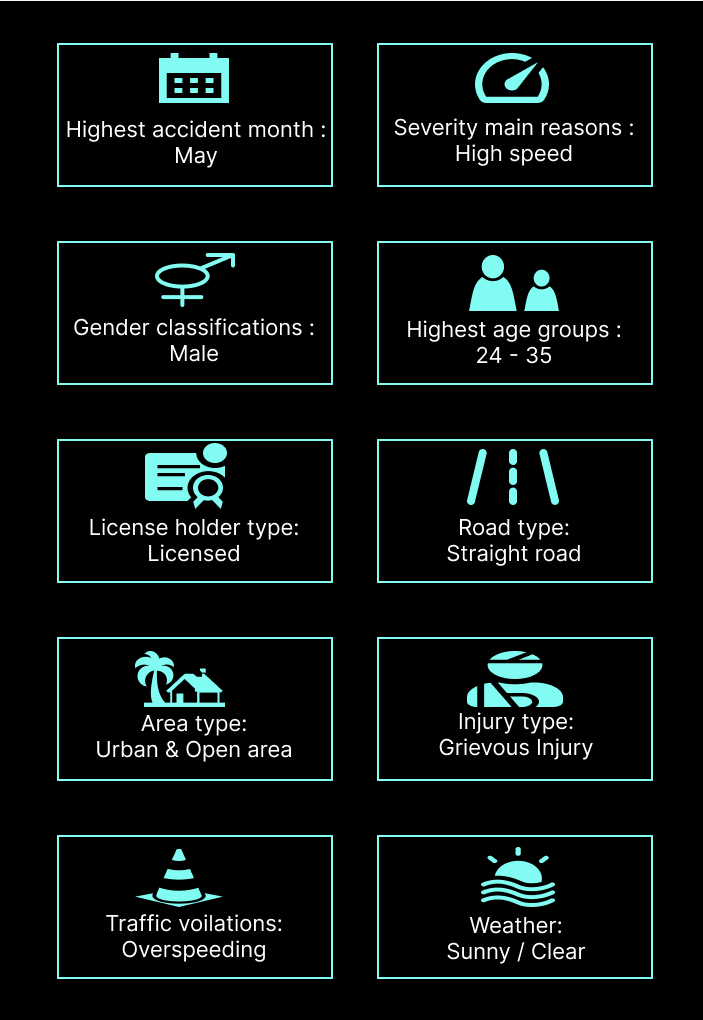 Highest accident month :
May
Severity main reasons :
High speed
Gender classifications :
Male
Highest age groups :
24 - 35
License holder type:
Licensed
Road type:
Straight road
Area type:
Urban & Open area
Injury type:
Grievous Injury
Traffic voilations:
Overspeeding
Weather:
Sunny / Clear